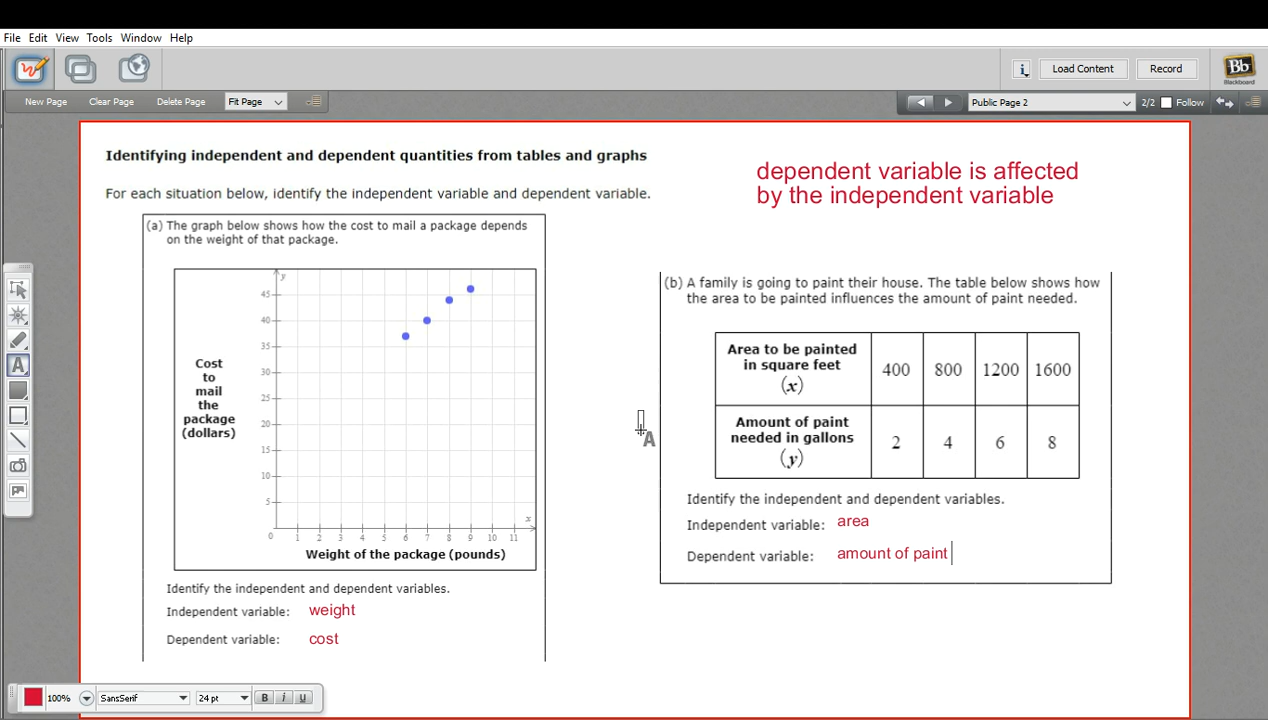 File Edit View Tools Window Help
i Load Content Record Bb Blackboard
New Page Clear Page Delete Page Fit Page Public Page 2 2/2 Follow
Identifying independent and dependent quantities from tables and graphs
For each situation below, identify the independent variable and dependent variable.
dependent variable is affected
by the independent variable
(a) The graph below shows how the cost to mail a package depends
on the weight of that package.
y
45
40
35
30
25
20
15
10
5
0 1 2 3 4 5 6 7 8 9 10 11
x
Cost
to
mail
the
package
(dollars)
Weight of the package (pounds)
Identify the independent and dependent variables.
Independent variable: weight
Dependent variable: cost
A
(b) A family is going to paint their house. The table below shows how
the area to be painted influences the amount of paint needed.
Area to be painted
in square feet
(x)
400 800 1200 1600
Amount of paint
needed in gallons
(y)
2 4 6 8
Identify the independent and dependent variables.
Independent variable: area
Dependent variable: amount of paint
A
100% SansSerif 24 pt B i U